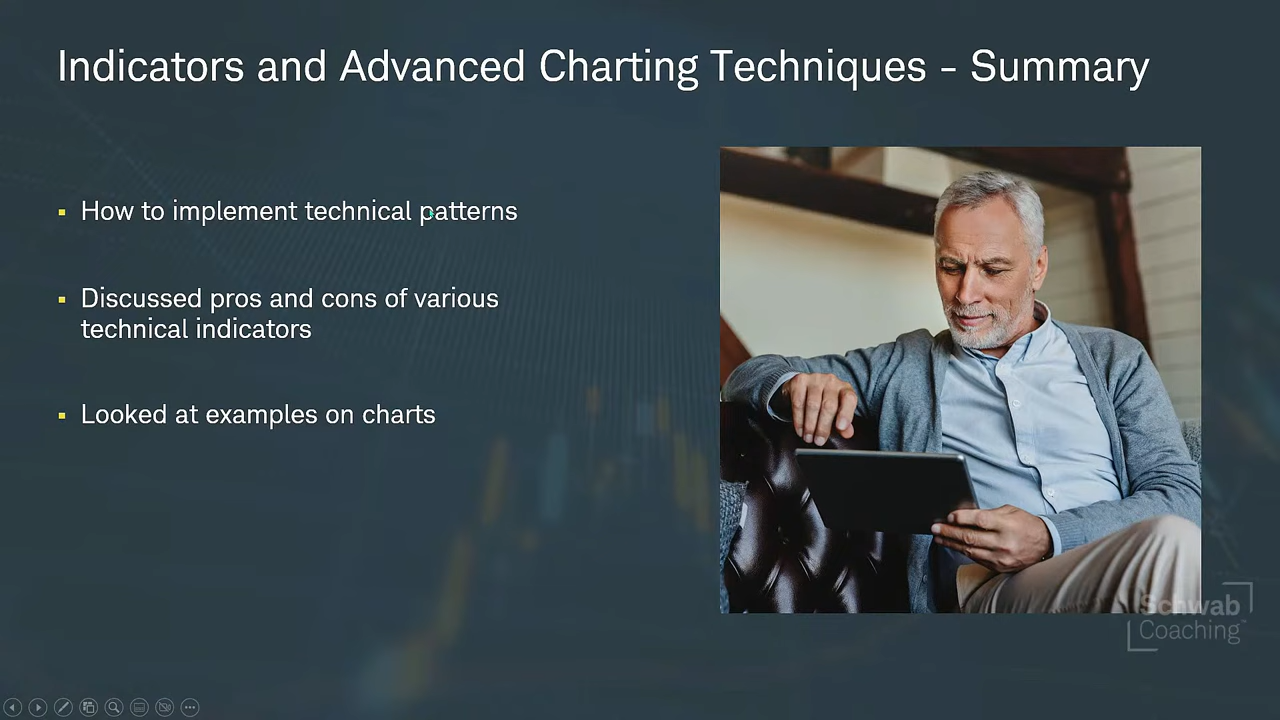 Indicators and Advanced Charting Techniques - Summary
▪ How to implement technical patterns
▪ Discussed pros and cons of various
technical indicators
▪ Looked at examples on charts
Schwab
Coaching™